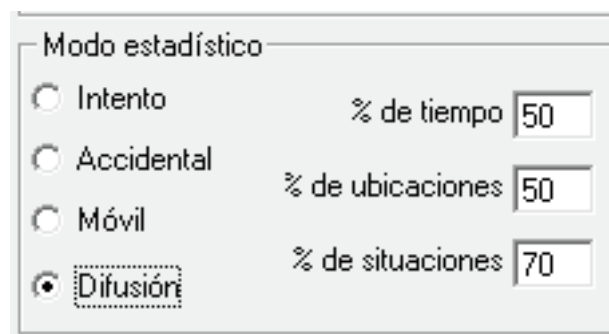 Modo estadístico
Intento
% de tiempo 50
Accidental
% de ubicaciones 50
Móvil
% de situaciones 70
Difusión